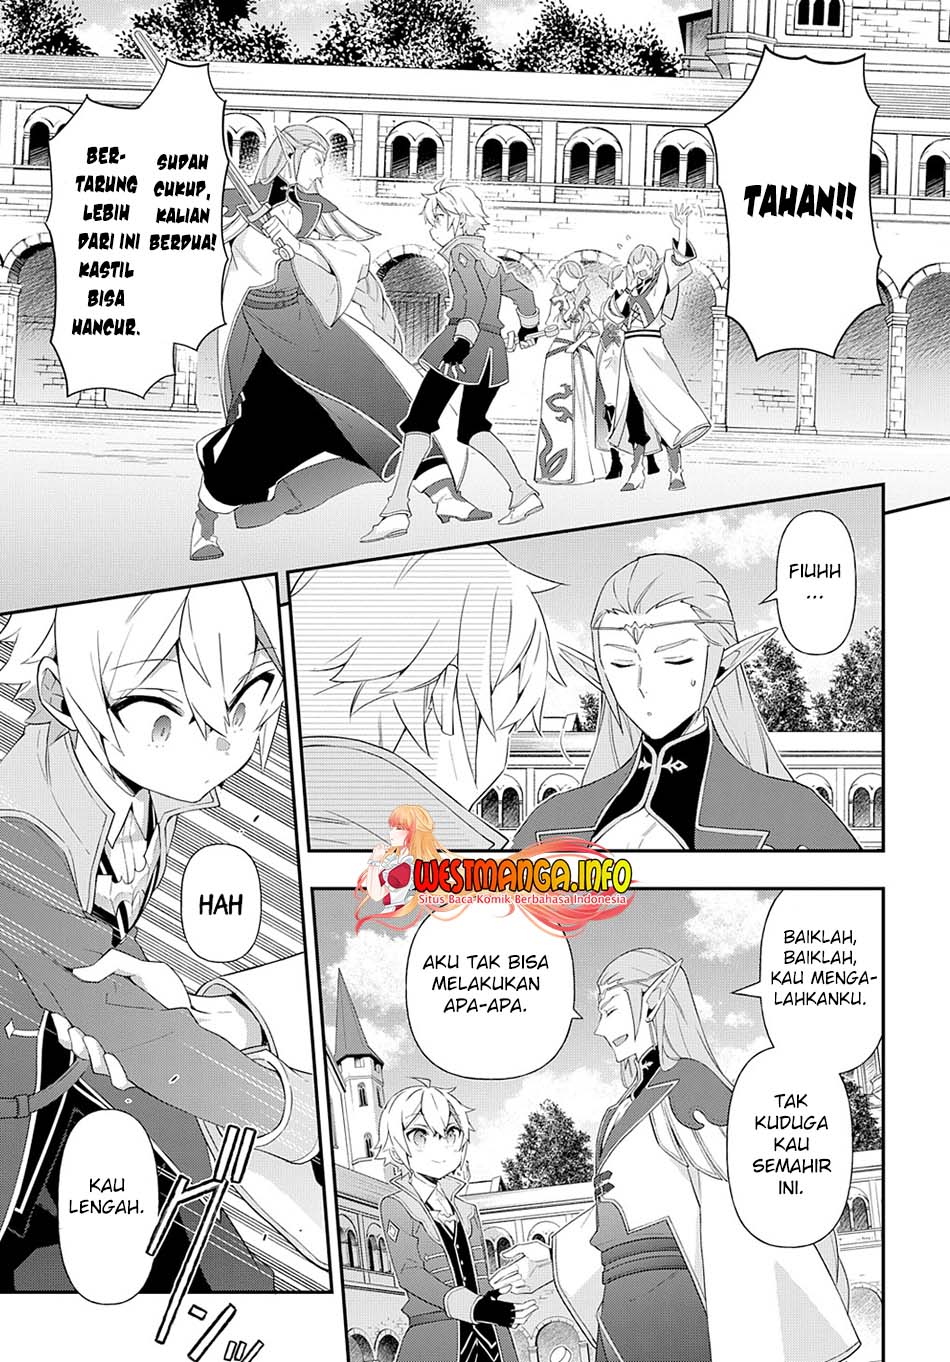 TAHAN!!
SUDAH
CUKUP,
KALIAN
BERDUA!
BER-
TARUNG
LEBIH
DARI INI
KASTIL
BISA
HANCUR.
FIUHH
...
BAIKLAH,
BAIKLAH,
KAU MENGA-
LAHKANKU.
TAK
KUDUGA
KAU
SEMAHIR
INI.
AKU TAK BISA
MELAKUKAN
APA-APA.
HAH
KAU
LENGAH.
WESTMANGA.INFO
Situs Baca Komik Berbahasa Indonesia